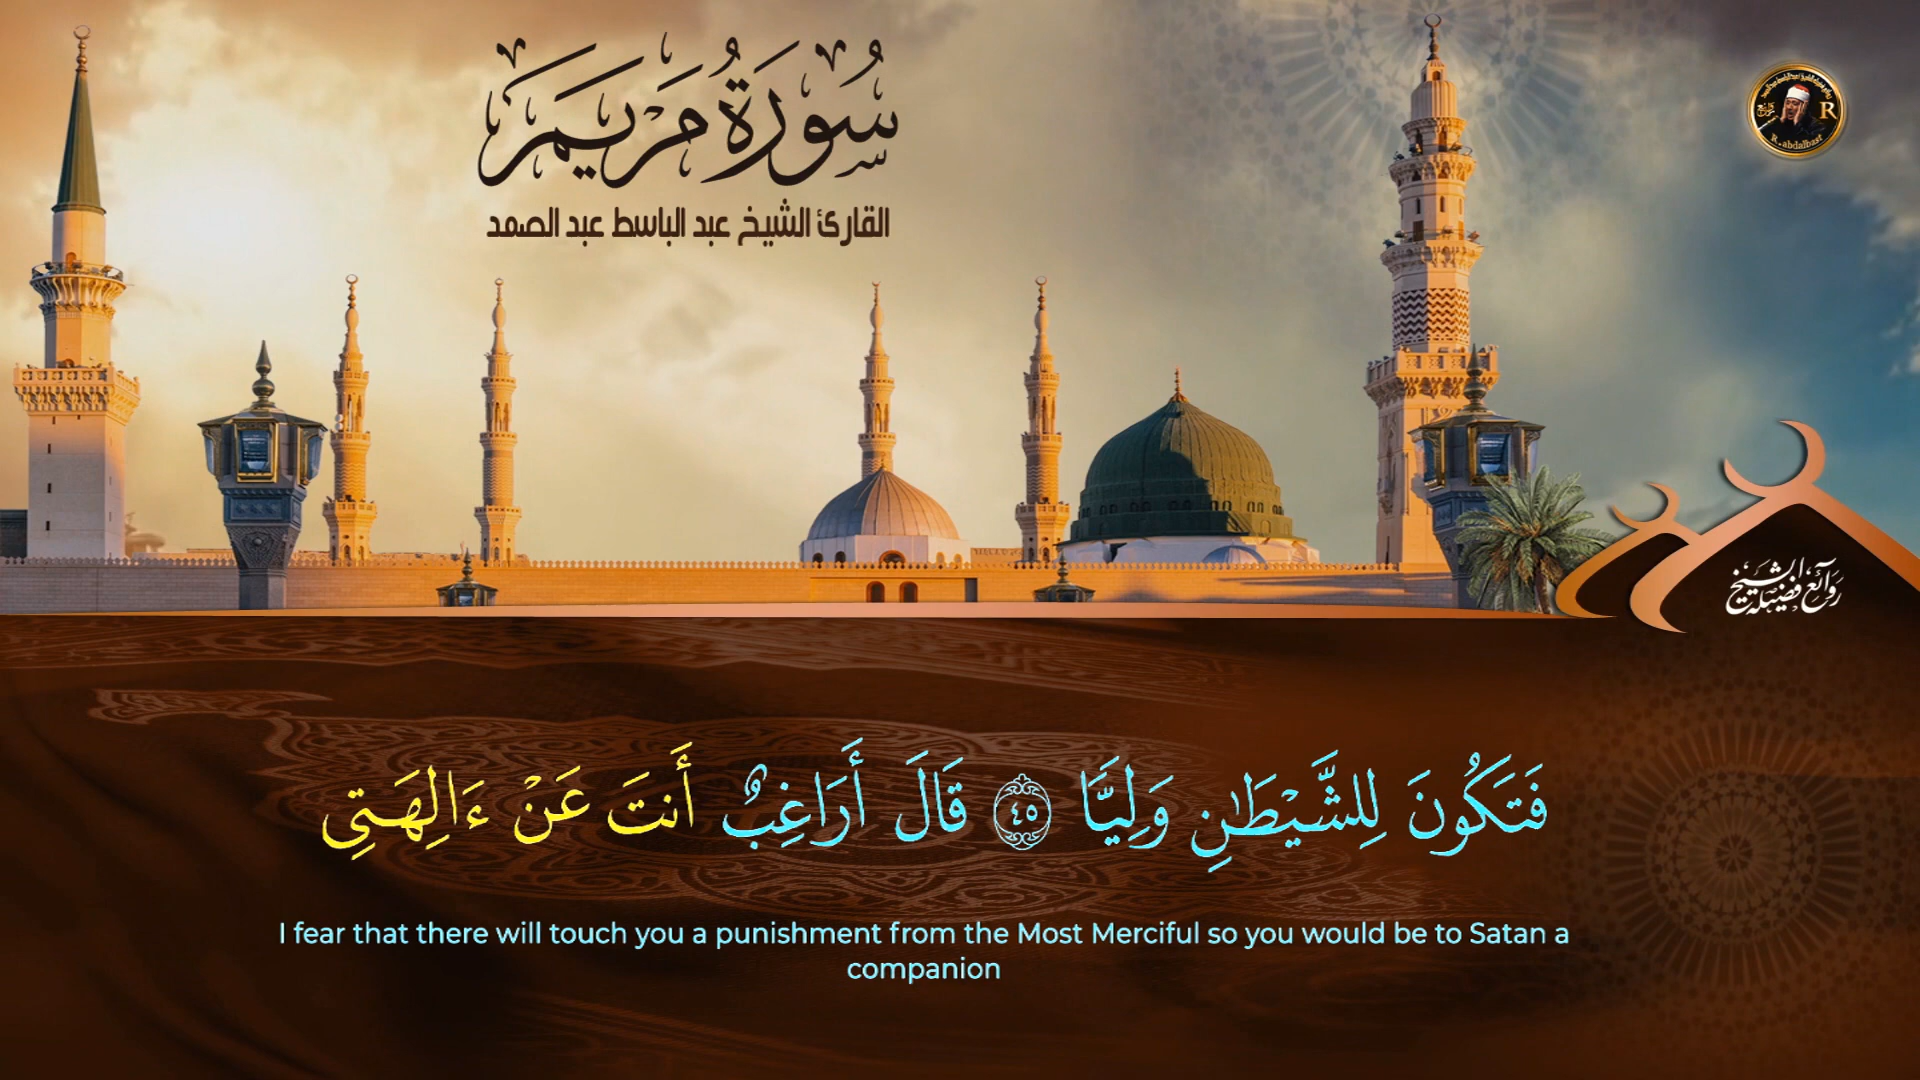 سُورَةُ مَرْيَمَ
القارئ الشيخ عبد الباسط عبد الصمد
R
R . abdalbast
روائع فضيلة الشيخ
فَتَكُونَ لِلشَّيْطَٰنِ وَلِيًّا ٤٥ قَالَ أَرَاغِبٌ أَنتَ عَنْ ءَالِهَتِى
I fear that there will touch you a punishment from the Most Merciful so you would be to Satan a
companion